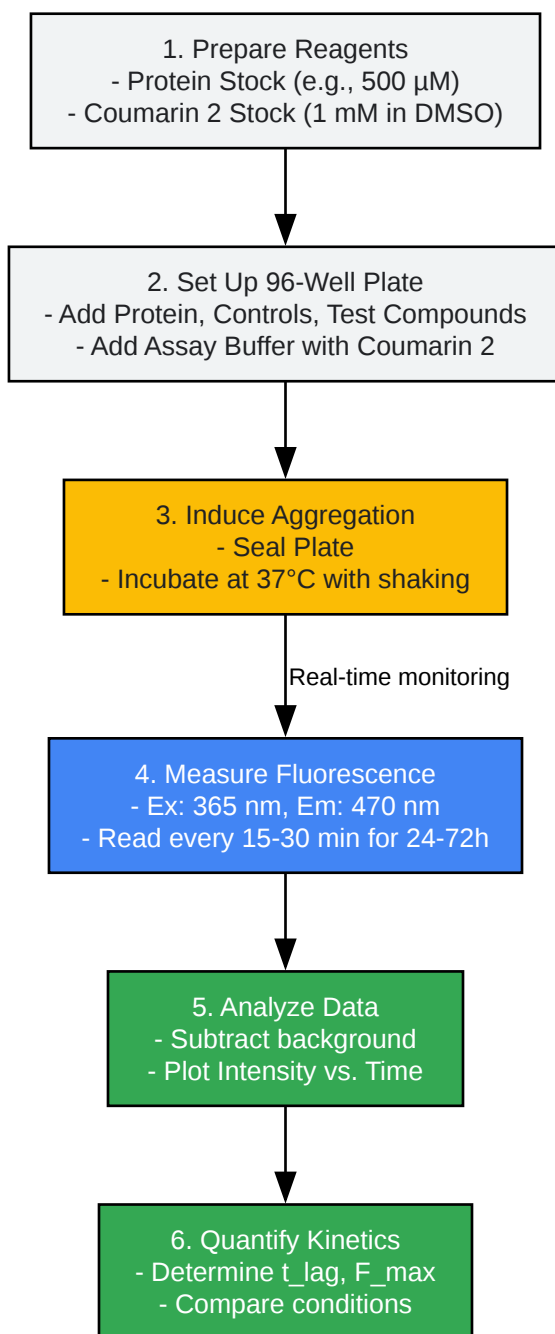 1. Prepare Reagents
- Protein Stock (e.g., 500 µM)
- Coumarin 2 Stock (1 mM in DMSO)
2. Set Up 96-Well Plate
- Add Protein, Controls, Test Compounds
- Add Assay Buffer with Coumarin 2
3. Induce Aggregation
- Seal Plate
- Incubate at 37°C with shaking
Real-time monitoring
4. Measure Fluorescence
- Ex: 365 nm, Em: 470 nm
- Read every 15-30 min for 24-72h
5. Analyze Data
- Subtract background
- Plot Intensity vs. Time
6. Quantify Kinetics
- Determine t_lag, F_max
- Compare conditions